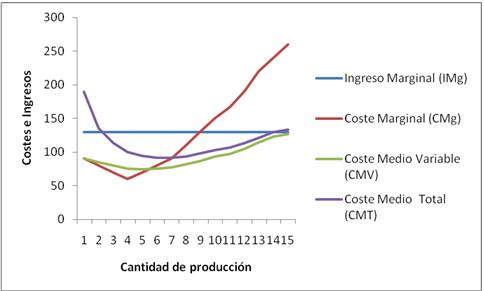 300
250
200
150
100
50
0
Costes e Ingresos
1 2 3 4 5 6 7 8 9 10 11 12 13 14 15
Cantidad de producción
Ingreso Marginal (IMg)
Coste Marginal (CMg)
Coste Medio Variable
(CMV)
Coste Medio Total
(CMT)